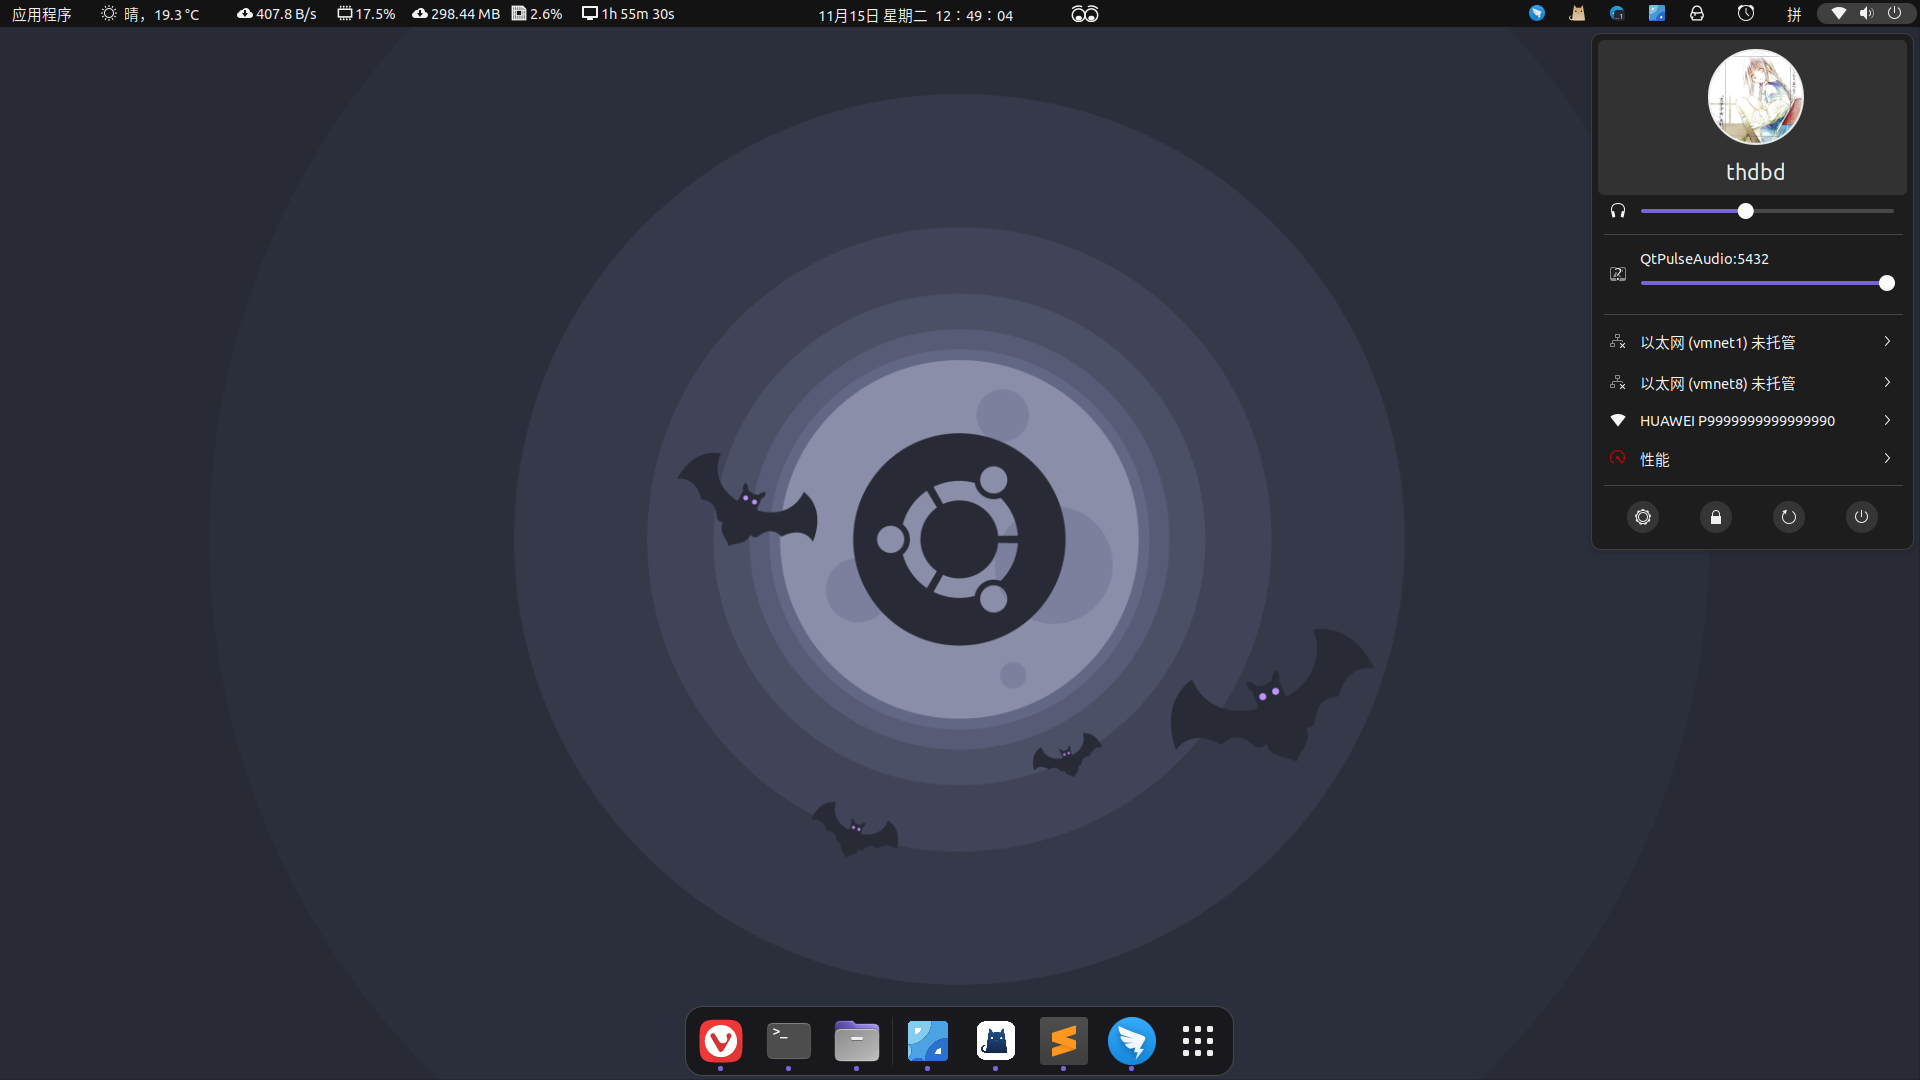 应用程序 晴，19.3 °C 407.8 B/s 17.5% 298.44 MB 2.6% 1h 55m 30s 11月15日 星期二 12：49：04 拼
thdbd
QtPulseAudio:5432
以太网 (vmnet1) 未托管
以太网 (vmnet8) 未托管
HUAWEI P9999999999999990
性能
>_